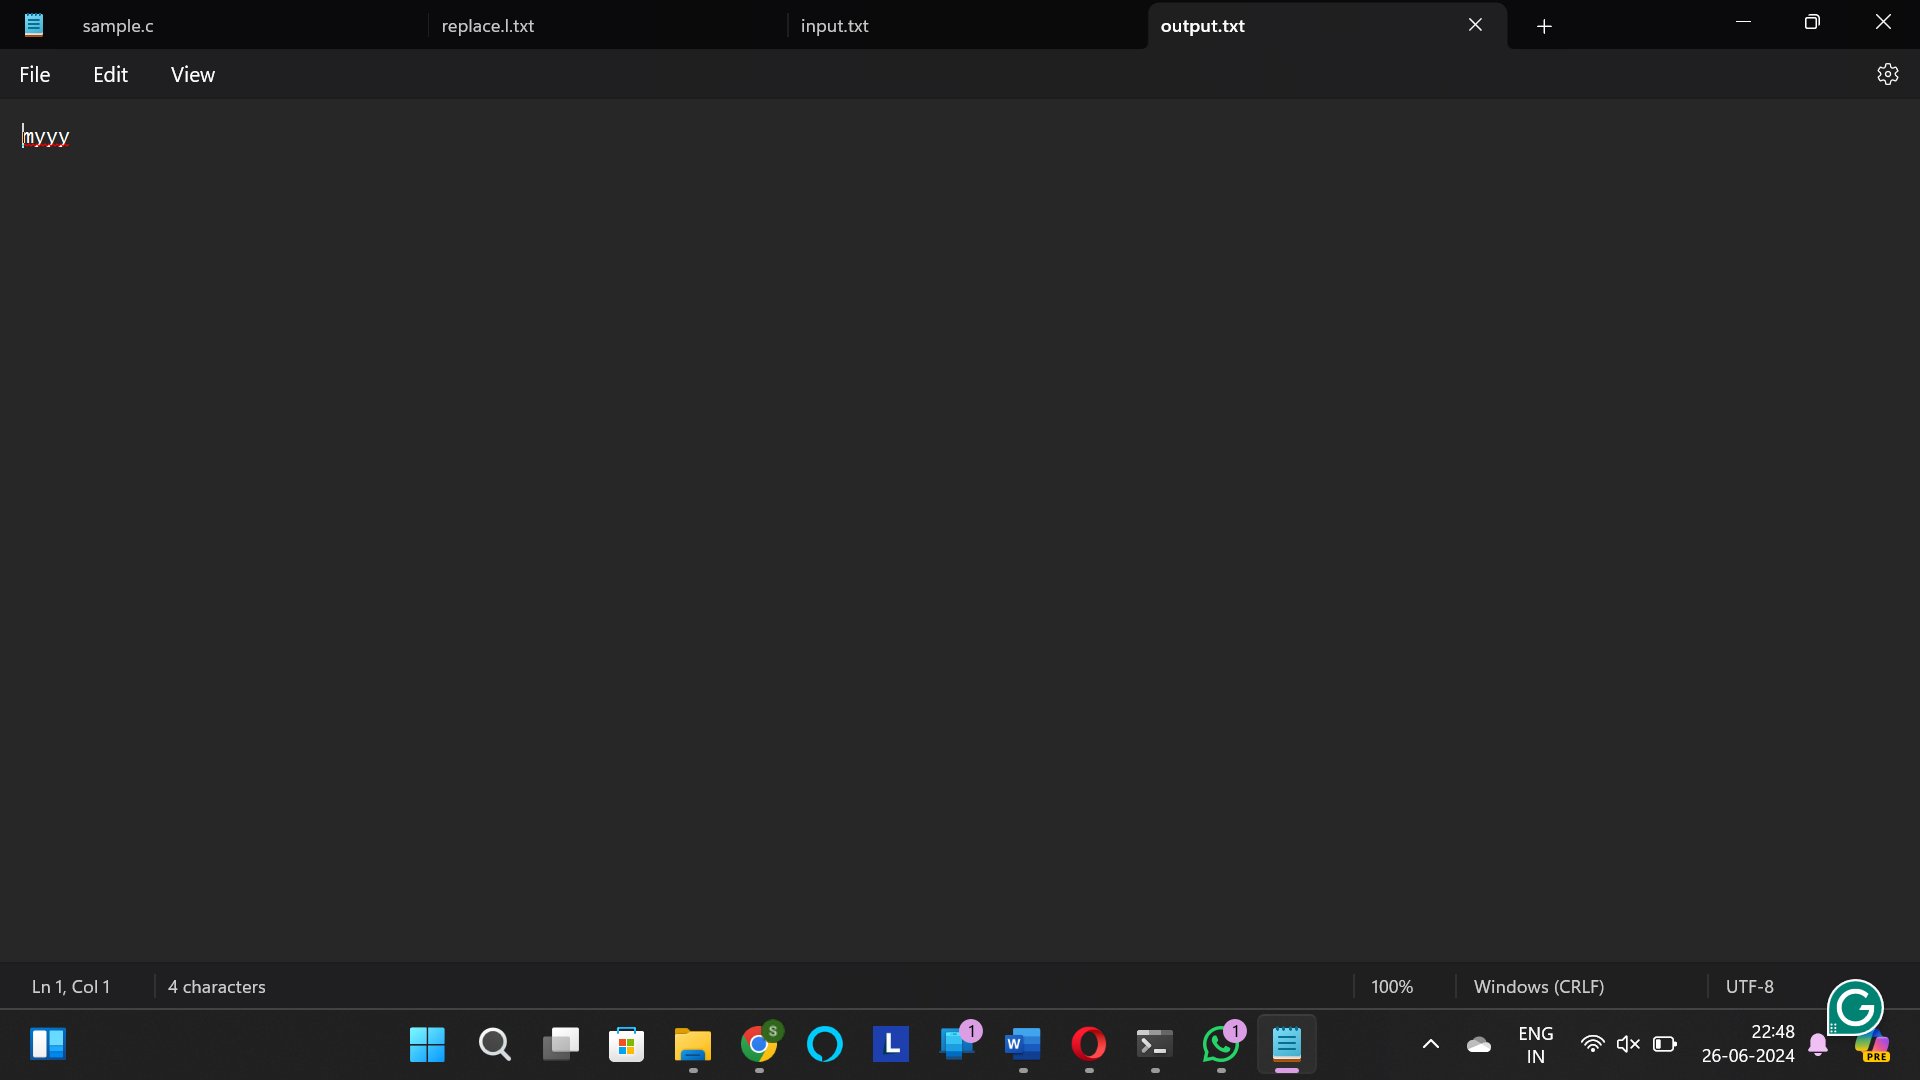 sample.c
replace.l.txt
input.txt
output.txt
File
Edit
View
myyy
Ln 1, Col 1
4 characters
100%
Windows (CRLF)
UTF-8
G
S
L
1
W
1
ENG
IN
22:48
26-06-2024
PRE